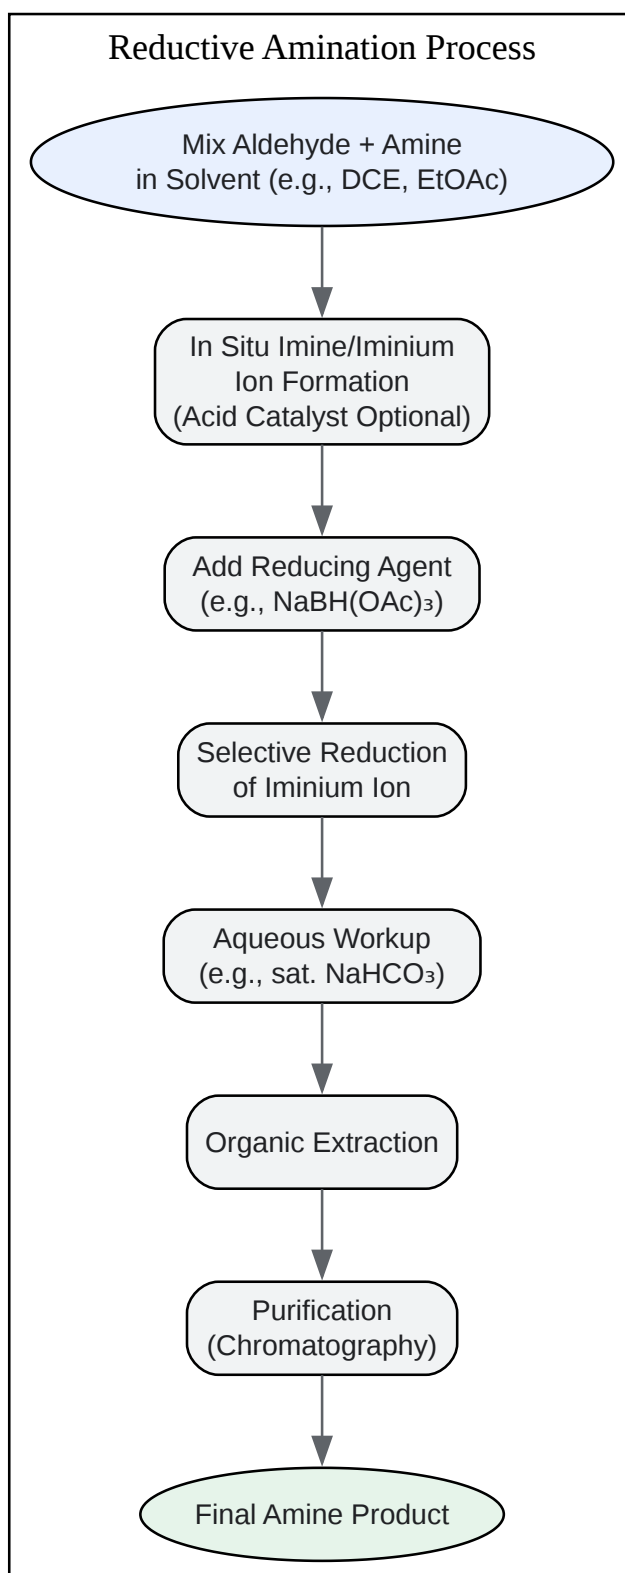 Reductive Amination Process
Mix Aldehyde + Amine
in Solvent (e.g., DCE, EtOAc)
In Situ Imine/Iminium
Ion Formation
(Acid Catalyst Optional)
Add Reducing Agent
(e.g., NaBH(OAc)₃)
Selective Reduction
of Iminium Ion
Aqueous Workup
(e.g., sat. NaHCO₃)
Organic Extraction
Purification
(Chromatography)
Final Amine Product